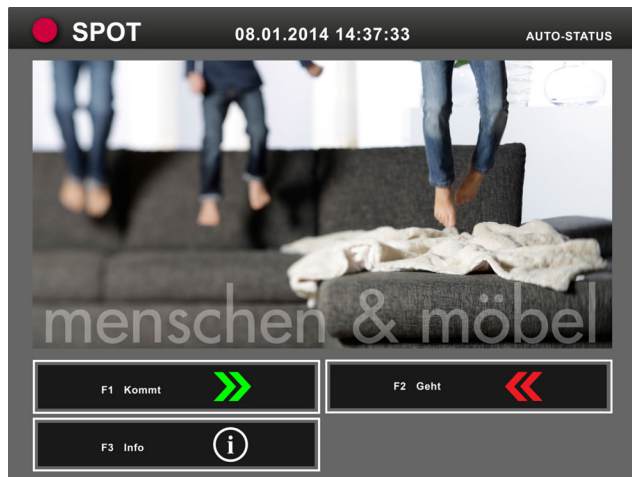 SPOT
08.01.2014 14:37:33
AUTO-STATUS
menschen & möbel
F1 Kommt
F2 Geht
F3 Info
i